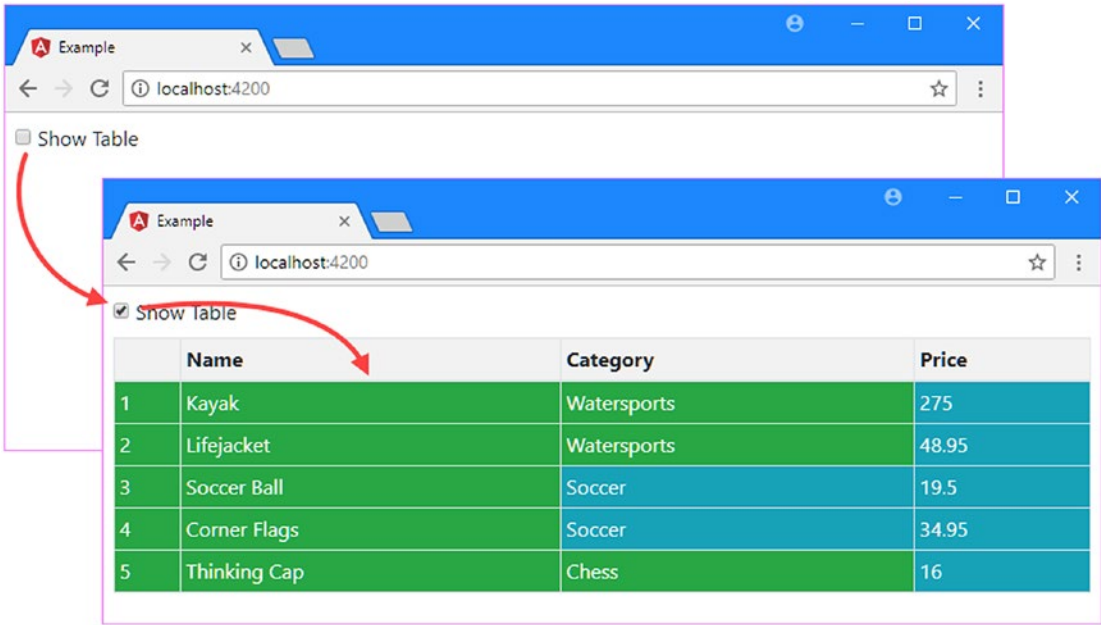 Example
localhost:4200
Show Table
Example
localhost:4200
Show Table
Name Category Price
1 Kayak Watersports 275
2 Lifejacket Watersports 48.95
3 Soccer Ball Soccer 19.5
4 Corner Flags Soccer 34.95
5 Thinking Cap Chess 16